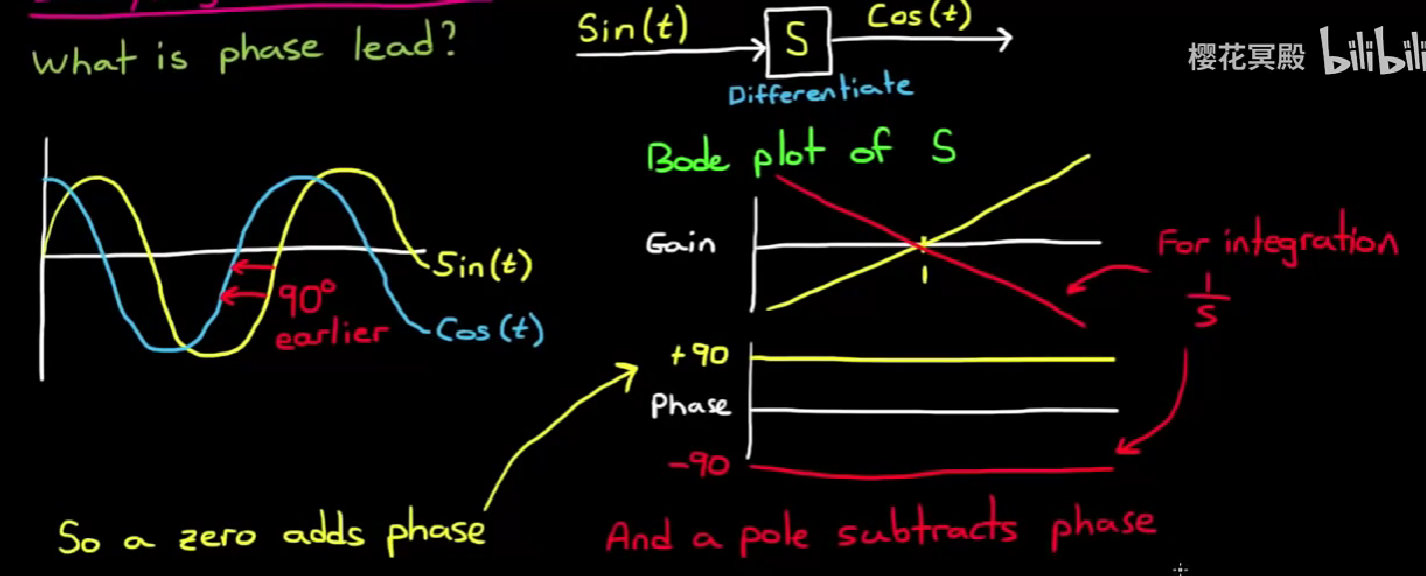 What is phase lead?
Sin(t)
S
Cos(t)
Differentiate
樱花冥殿 bilibili
Sin(t)
90°
earlier
Cos(t)
Bode plot of S
Gain
1
For integration
1
S
+90
Phase
-90
So a zero adds phase
And a pole subtracts phase